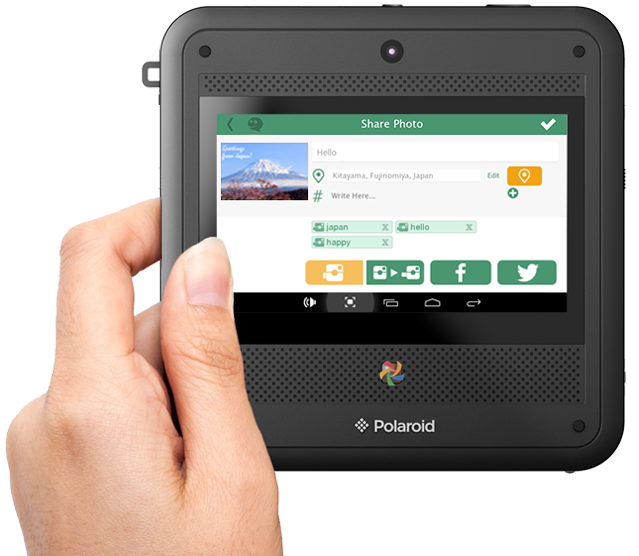 Share Photo
Greetings
from Japan!
Hello
Kitayama, Fujinomiya, Japan
Edit
# Write Here...
japan x hello x
happy x
f
Polaroid